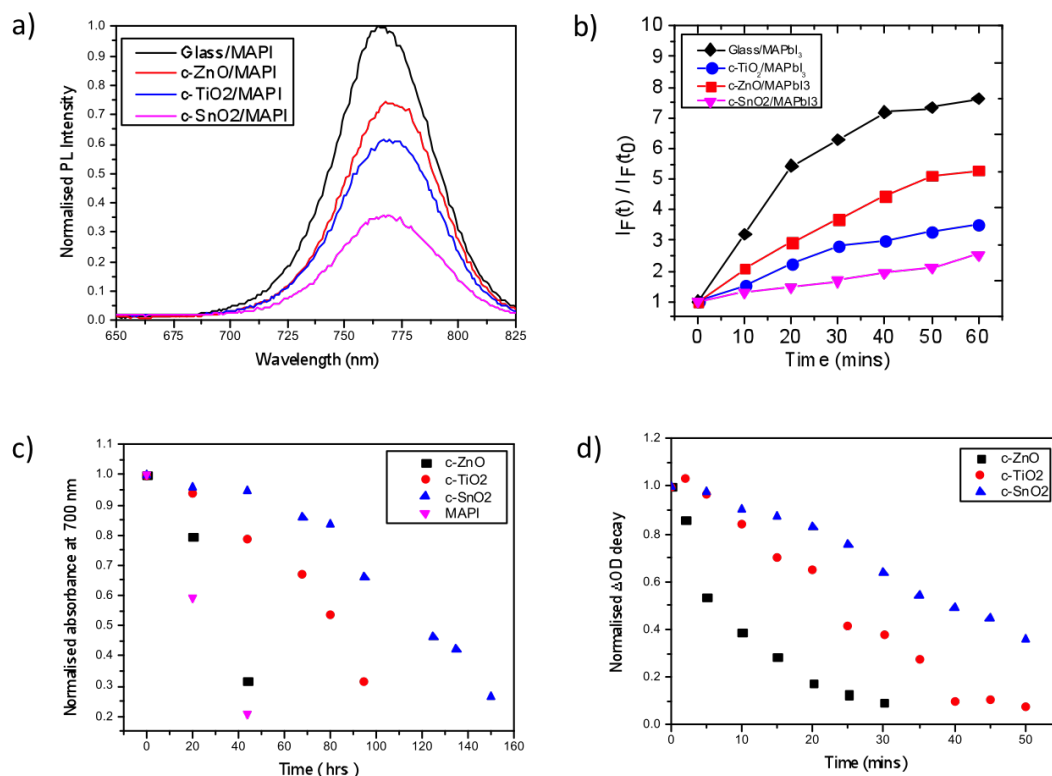 a)
Normalised PL Intensity
1.0
0.9
0.8
0.7
0.6
0.5
0.4
0.3
0.2
0.1
0.0
Glass/MAPI
c-ZnO/MAPI
c-TiO2/MAPI
c-SnO2/MAPI
650 675 700 725 750 775 800 825
Wavelength (nm)
b)
I_F(t) / I_F(t_0)
10
9
8
7
6
5
4
3
2
1
Glass/MAPbI₃
c-TiO₂/MAPbI₃
c-ZnO/MAPbI3
c-SnO2/MAPbI3
0 10 20 30 40 50 60
Time (mins)
c)
Normalised absorbance at 700 nm
1.1
1.0
0.9
0.8
0.7
0.6
0.5
0.4
0.3
0.2
c-ZnO
c-TiO2
c-SnO2
MAPI
0 20 40 60 80 100 120 140 160
Time ( hrs)
d)
Normalised ΔOD decay
1.2
1.0
0.8
0.6
0.4
0.2
0.0
c-ZnO
c-TiO2
c-SnO2
0 10 20 30 40 50
Time (mins)